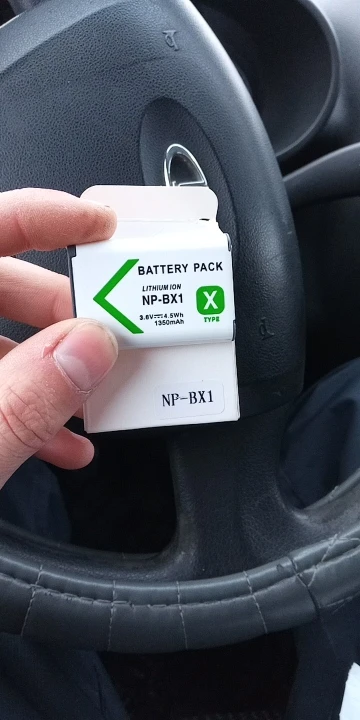 BATTERY PACK
LITHIUM ION
NP-BX1
X
3.6V⎓4.5Wh
TYPE
1350mAh
NP-BX1